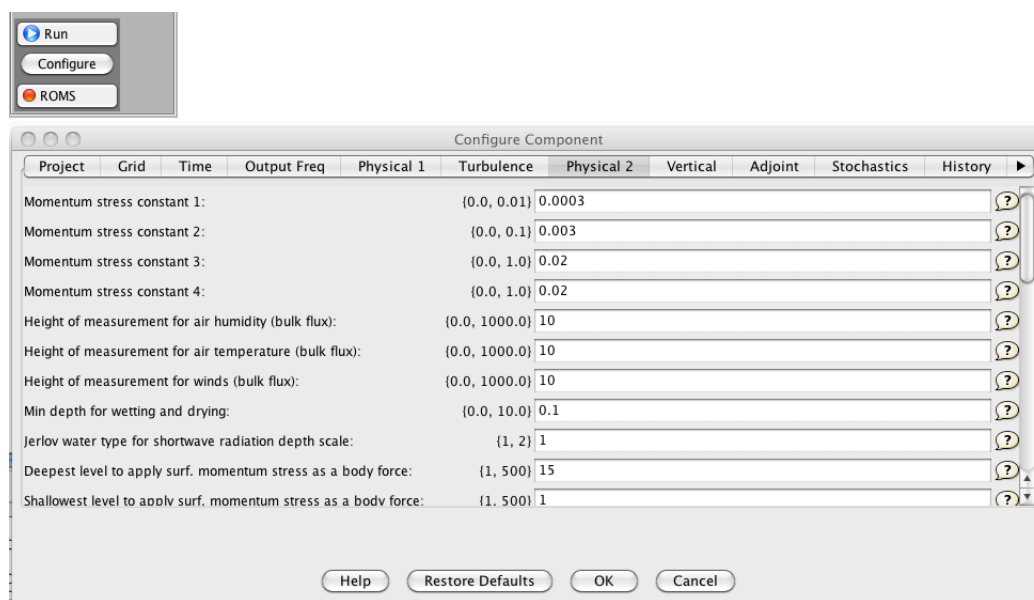 Run
Configure
ROMS
Configure Component
Project Grid Time Output Freq Physical 1 Turbulence Physical 2 Vertical Adjoint Stochastics History
Momentum stress constant 1: {0.0, 0.01} 0.0003 ?
Momentum stress constant 2: {0.0, 0.1} 0.003 ?
Momentum stress constant 3: {0.0, 1.0} 0.02 ?
Momentum stress constant 4: {0.0, 1.0} 0.02 ?
Height of measurement for air humidity (bulk flux): {0.0, 1000.0} 10 ?
Height of measurement for air temperature (bulk flux): {0.0, 1000.0} 10 ?
Height of measurement for winds (bulk flux): {0.0, 1000.0} 10 ?
Min depth for wetting and drying: {0.0, 10.0} 0.1 ?
Jerlov water type for shortwave radiation depth scale: {1, 2} 1 ?
Deepest level to apply surf. momentum stress as a body force: {1, 500} 15 ?
Shallowest level to apply surf. momentum stress as a body force: {1, 500} 1 ?
Help Restore Defaults OK Cancel